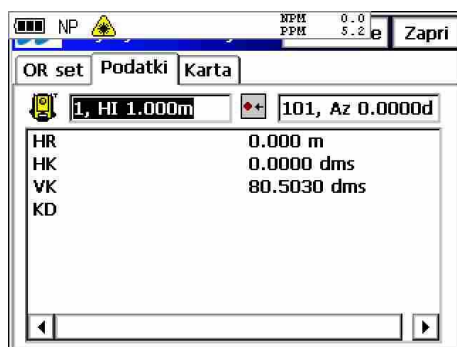 NP NPM 0.0
PPM 5.2
e Zapri
OR set Podatki Karta
1, HI 1.000m 101, Az 0.0000d
HR 0.000 m
HK 0.0000 dms
VK 80.5030 dms
KD